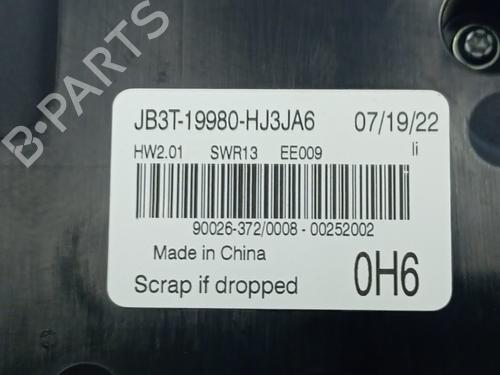 JB3T-19980-HJ3JA6 07/19/22
HW2.01 SWR13 EE009 li
90026-372/0008 - 00252002
Made in China
Scrap if dropped 0H6
B-PARTS